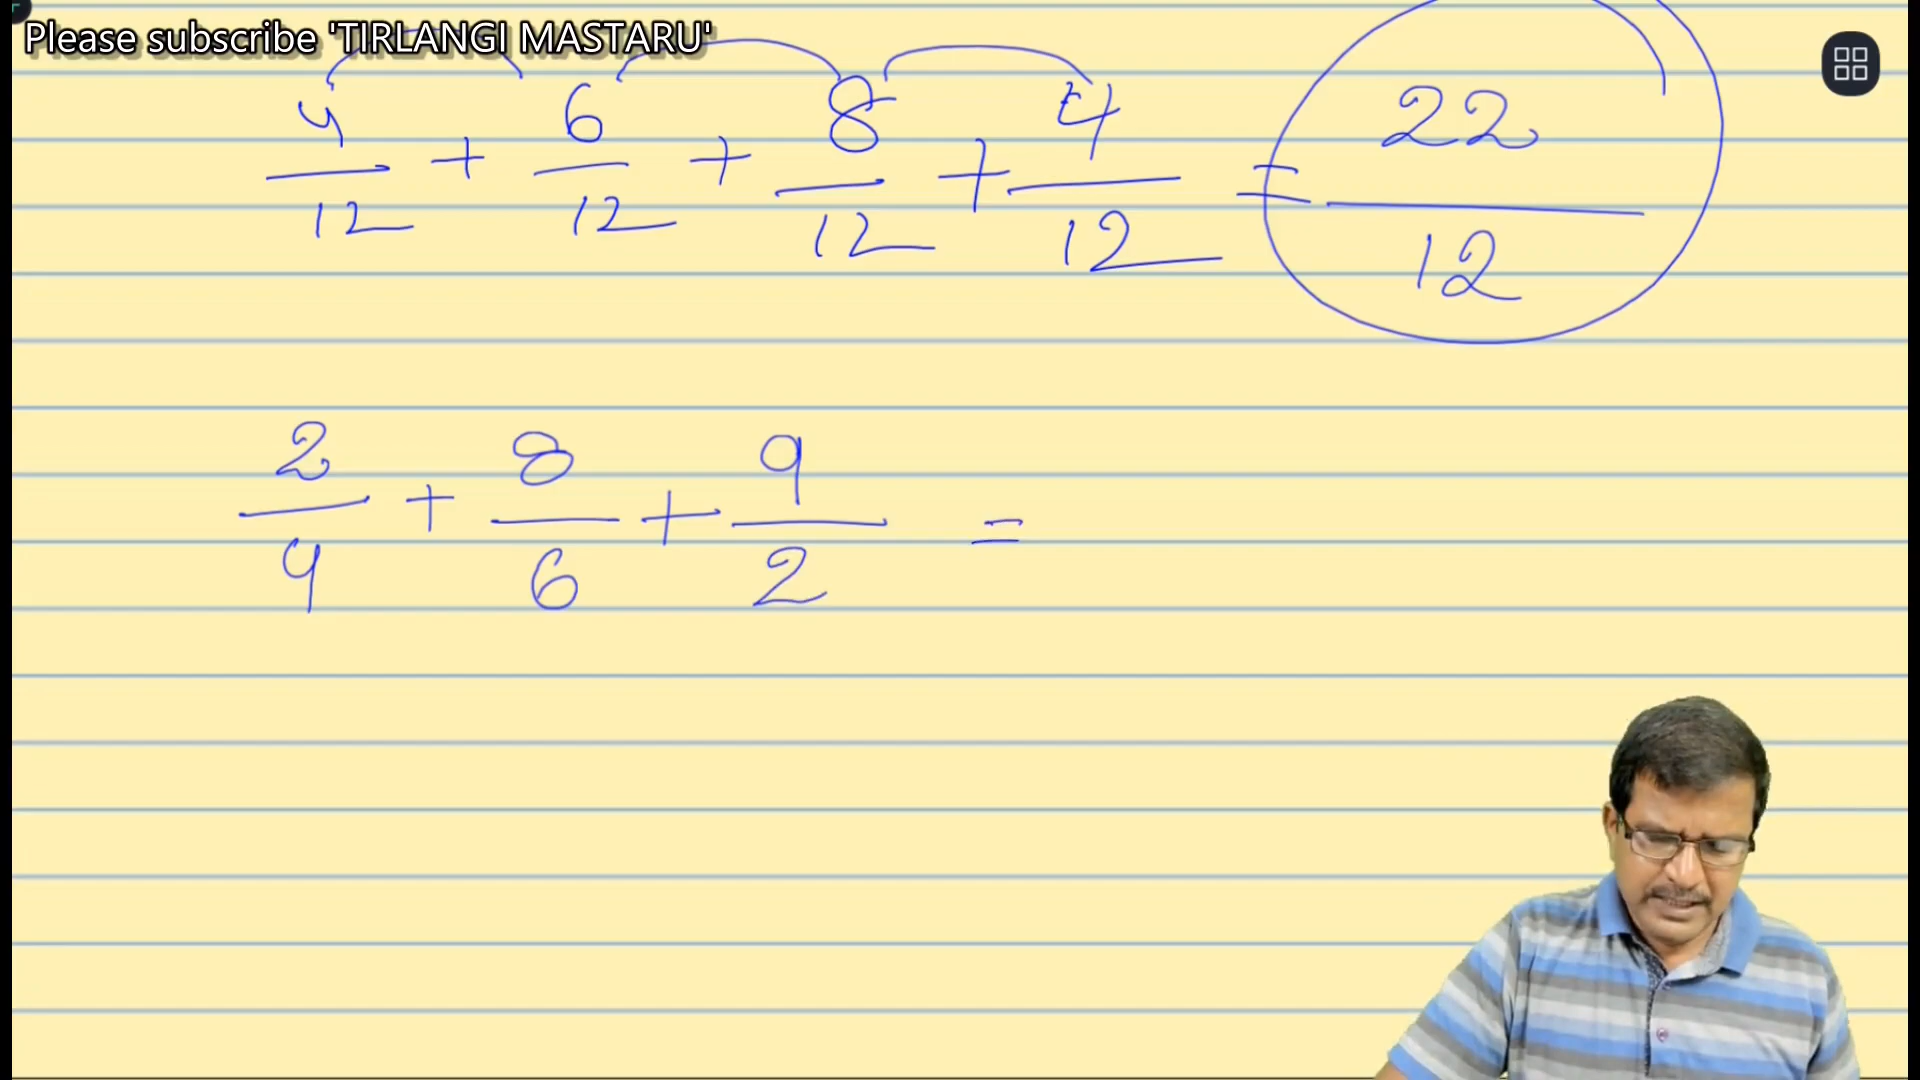 Please subscribe 'TIRLANGI MASTARU'
4/12 + 6/12 + 8/12 + 4/12 = 22/12
2/4 + 8/6 + 9/2 =